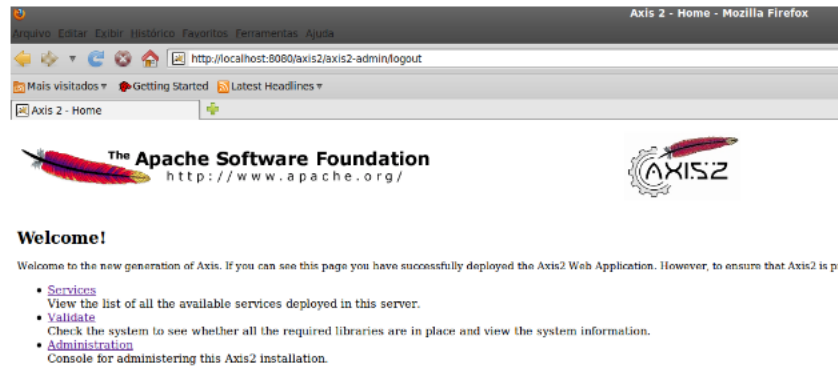 Axis 2 - Home - Mozilla Firefox
Arquivo Editar Exibir Histórico Favoritos Ferramentas Ajuda
http://localhost:8080/axis2/axis2-admin/logout
Mais visitados Getting Started Latest Headlines
Axis 2 - Home
The Apache Software Foundation
http://www.apache.org/
AXIS2
Welcome!
Welcome to the new generation of Axis. If you can see this page you have successfully deployed the Axis2 Web Application. However, to ensure that Axis2 is p
Services
View the list of all the available services deployed in this server.
Validate
Check the system to see whether all the required libraries are in place and view the system information.
Administration
Console for administering this Axis2 installation.